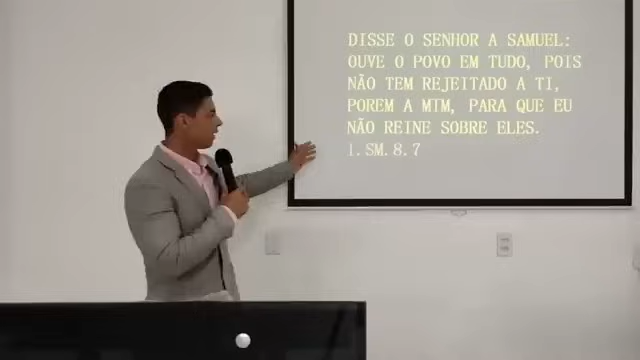 DISSE O SENHOR A SAMUEL:
OUVE O POVO EM TUDO, POIS
NÃO TEM REJEITADO A TI,
POREM A MIM, PARA QUE EU
NÃO REINE SOBRE ELES.
1.SM.8.7